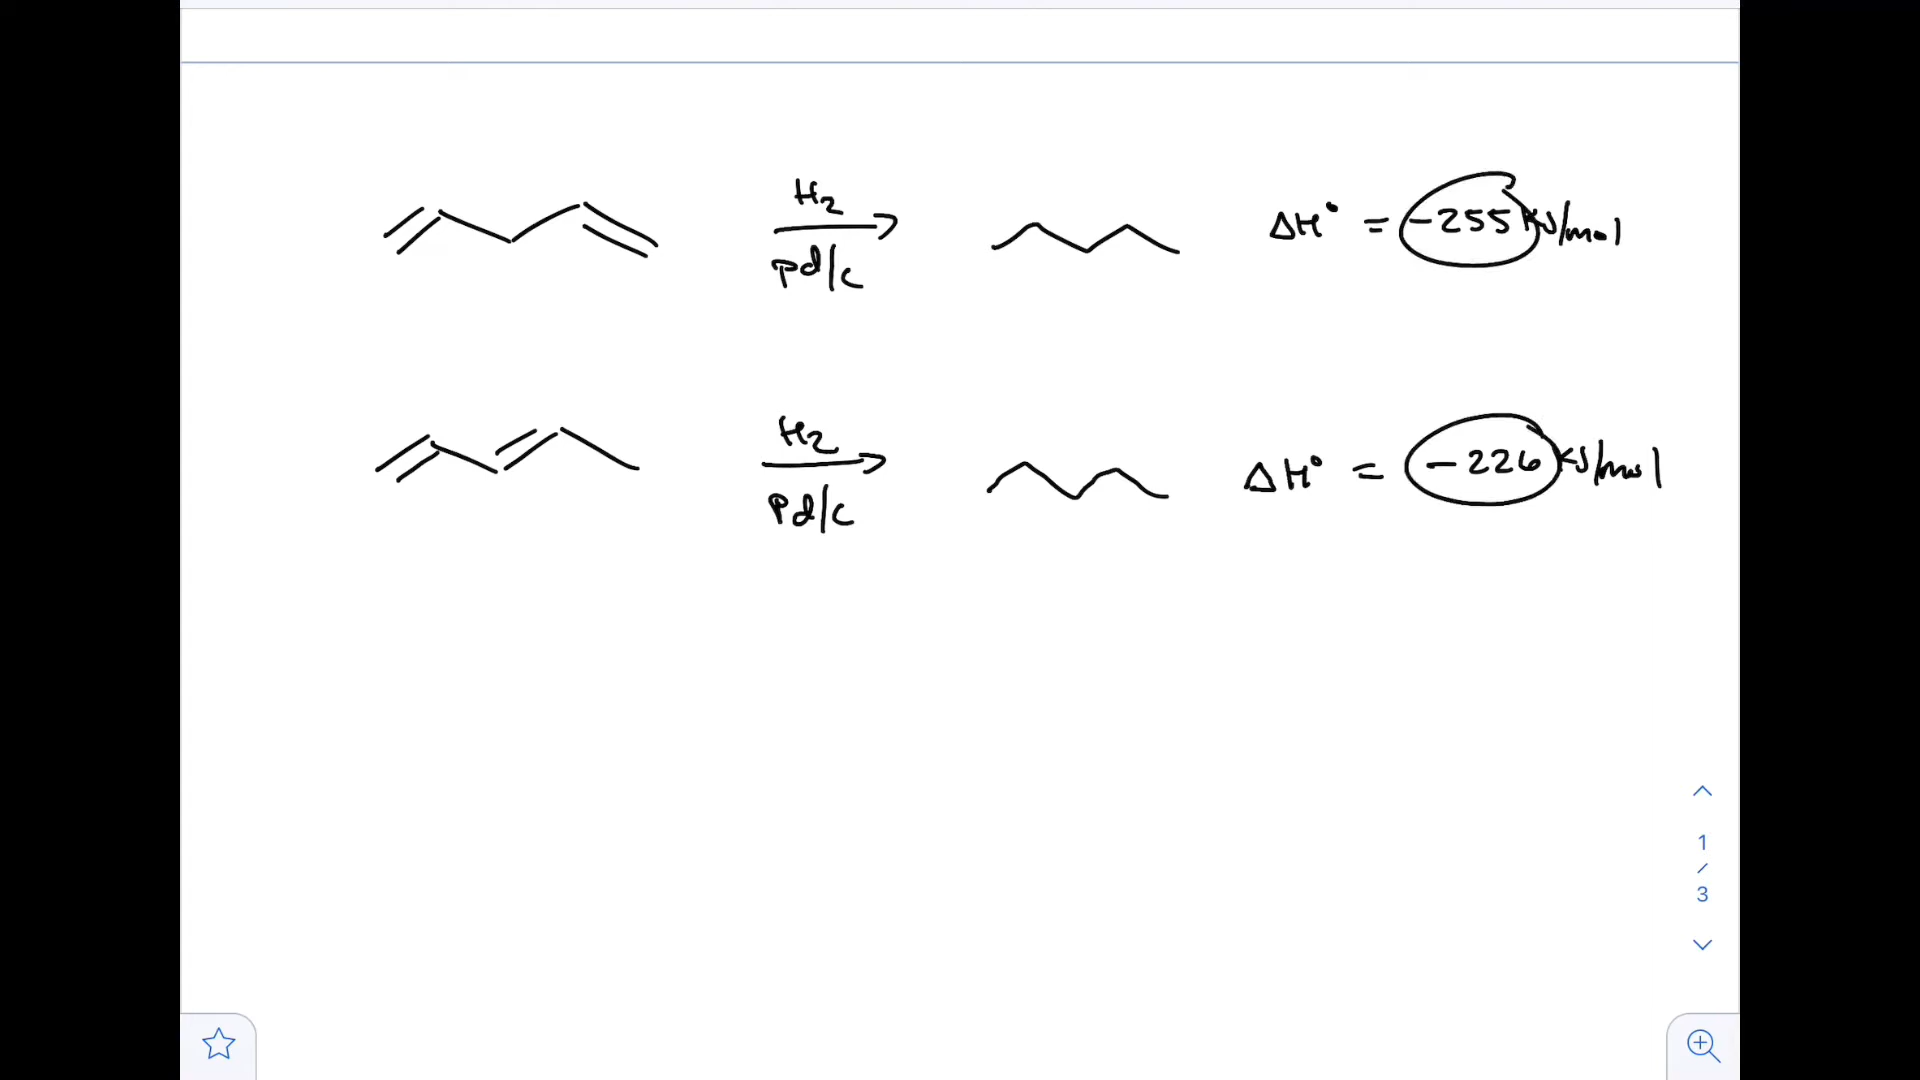 H₂
pd/c
ΔH° = -255 KJ/mol
H₂
Pd/c
ΔH° = -226 KJ/mol
1
/
3